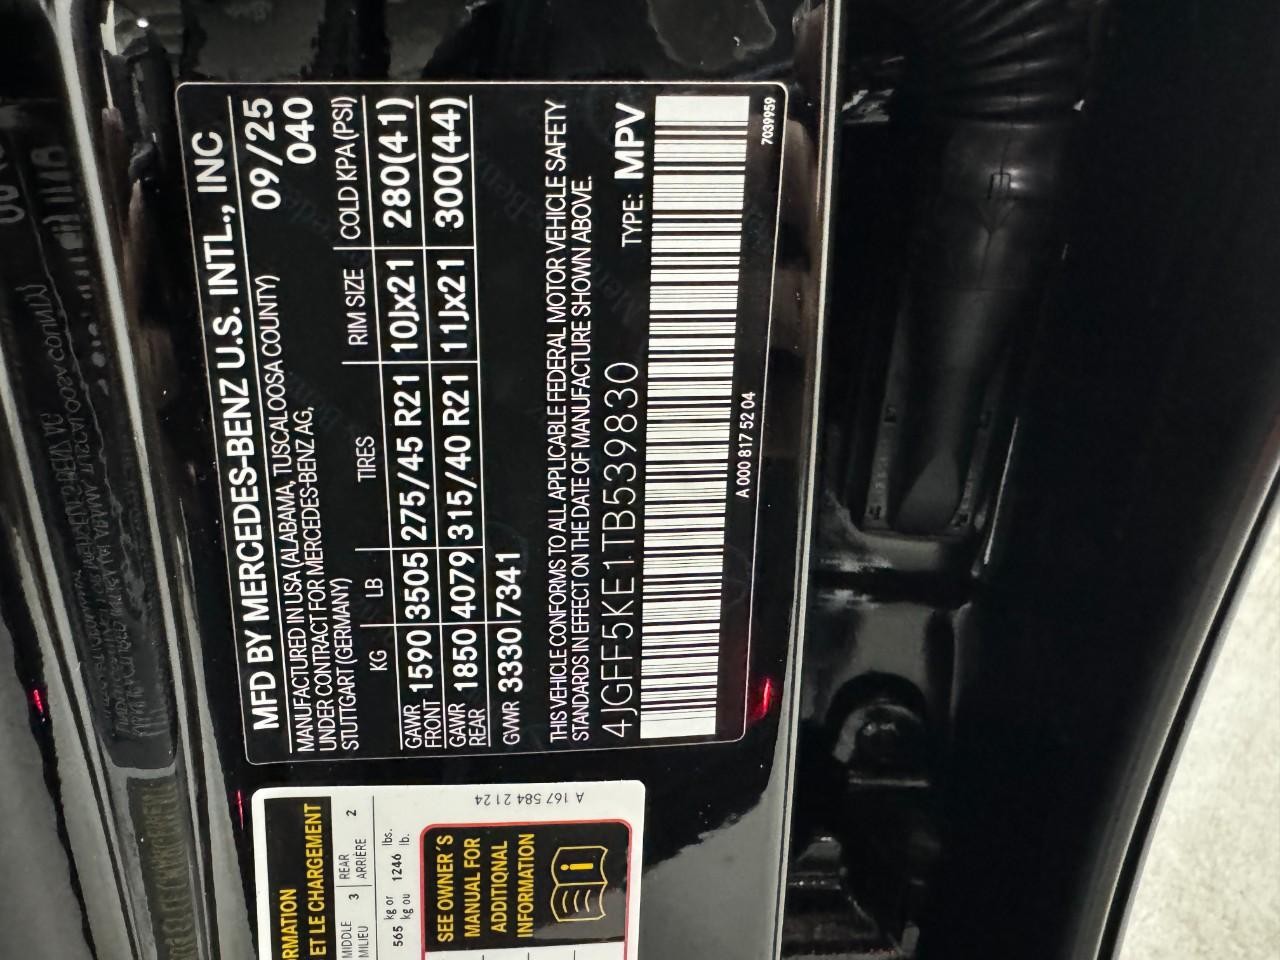 MFD BY MERCEDES-BENZ U.S. INTL., INC
MANUFACTURED IN USA (ALABAMA, TUSCALOOSA COUNTY) 09/25
UNDER CONTRACT FOR MERCEDES-BENZ AG, 040
STUTTGART (GERMANY)
KG LB TIRES RIM SIZE COLD KPA (PSI)
GAWR FRONT 1590 3505 275/45 R21 10Jx21 280(41)
GAWR REAR 1850 4079 315/40 R21 11Jx21 300(44)
GVWR 3330 7341
THIS VEHICLE CONFORMS TO ALL APPLICABLE FEDERAL MOTOR VEHICLE SAFETY
STANDARDS IN EFFECT ON THE DATE OF MANUFACTURE SHOWN ABOVE.
4JGFF5KE1TB539830 TYPE: MPV
A 000 817 52 04 7039959
RMATION
ET LE CHARGEMENT
MIDDLE 3 REAR 2
MILIEU ARRIÈRE
565 kg or 1246 lbs.
kg ou lb.
SEE OWNER'S
MANUAL FOR
ADDITIONAL
INFORMATION
A 167 584 21 24